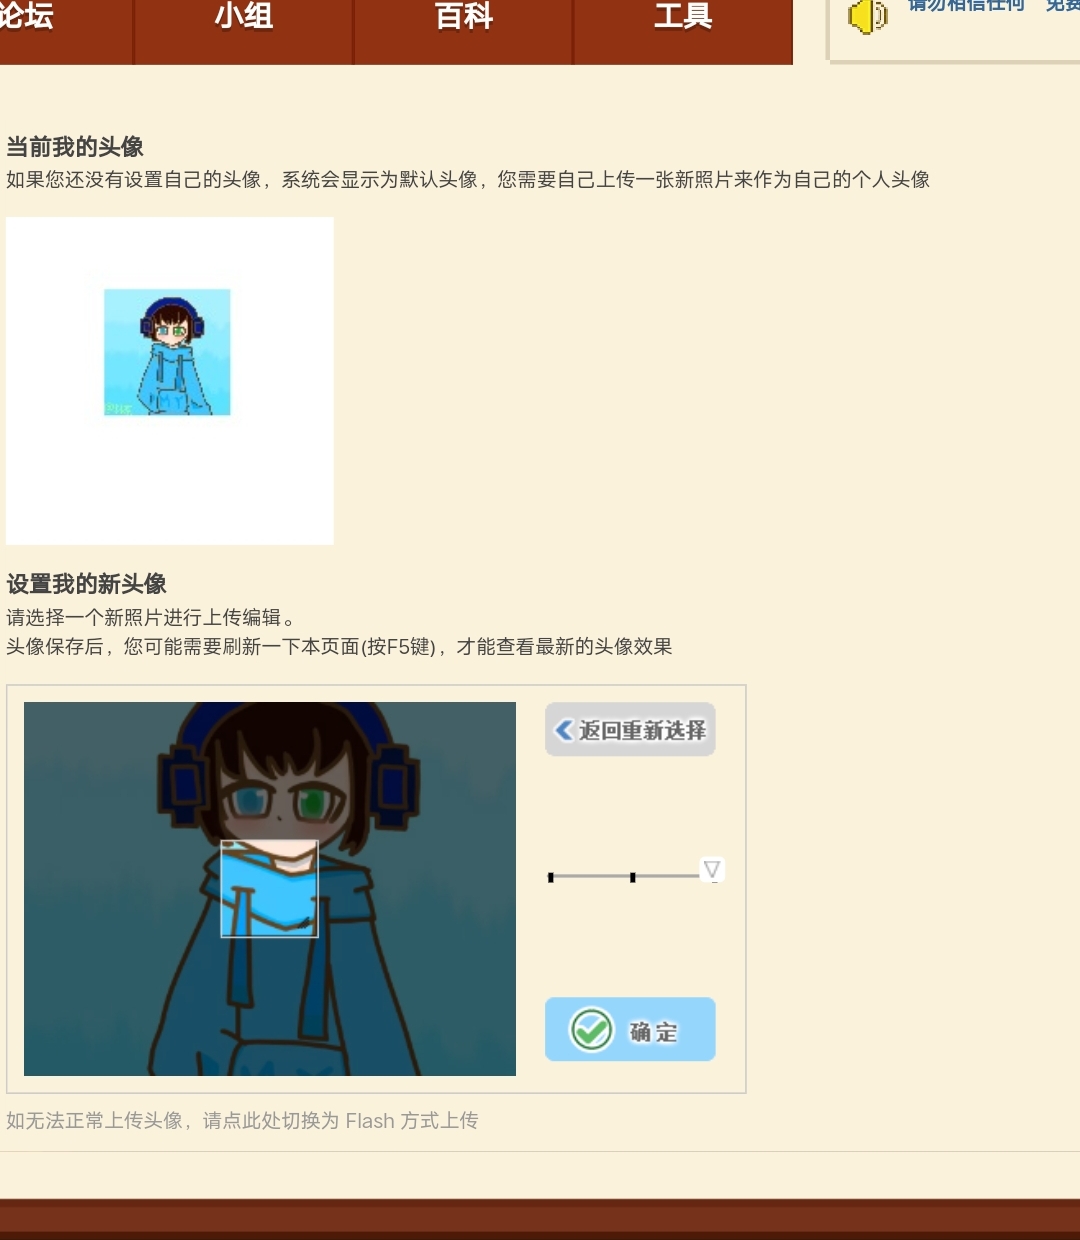 论坛 小组 百科 工具
请勿相信任何 免费
当前我的头像
如果您还没有设置自己的头像，系统会显示为默认头像，您需要自己上传一张新照片来作为自己的个人头像
设置我的新头像
请选择一个新照片进行上传编辑。
头像保存后，您可能需要刷新一下本页面(按F5键)，才能查看最新的头像效果
返回重新选择
确定
如无法正常上传头像，请点此处切换为 Flash 方式上传